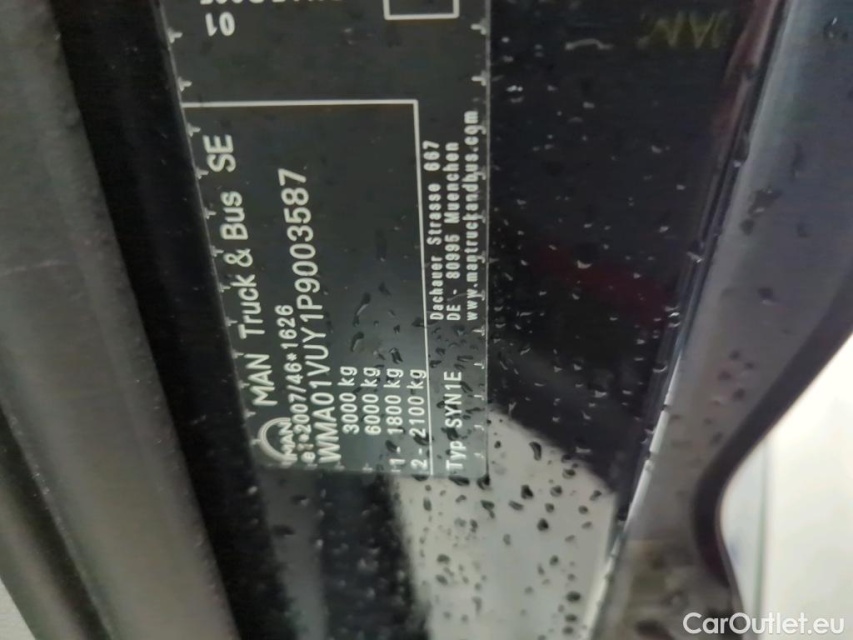 01
MAN Truck & Bus SE
MAN
e1*2007/46*1626
WMA01VUY1P9003587
3000 kg
6000 kg
1 - 1800 kg
2 - 2100 kg
Typ SYN1E
Dachauer Strasse 667
DE - 80995 Muenchen
www.mantruckandbus.com
CarOutlet.eu